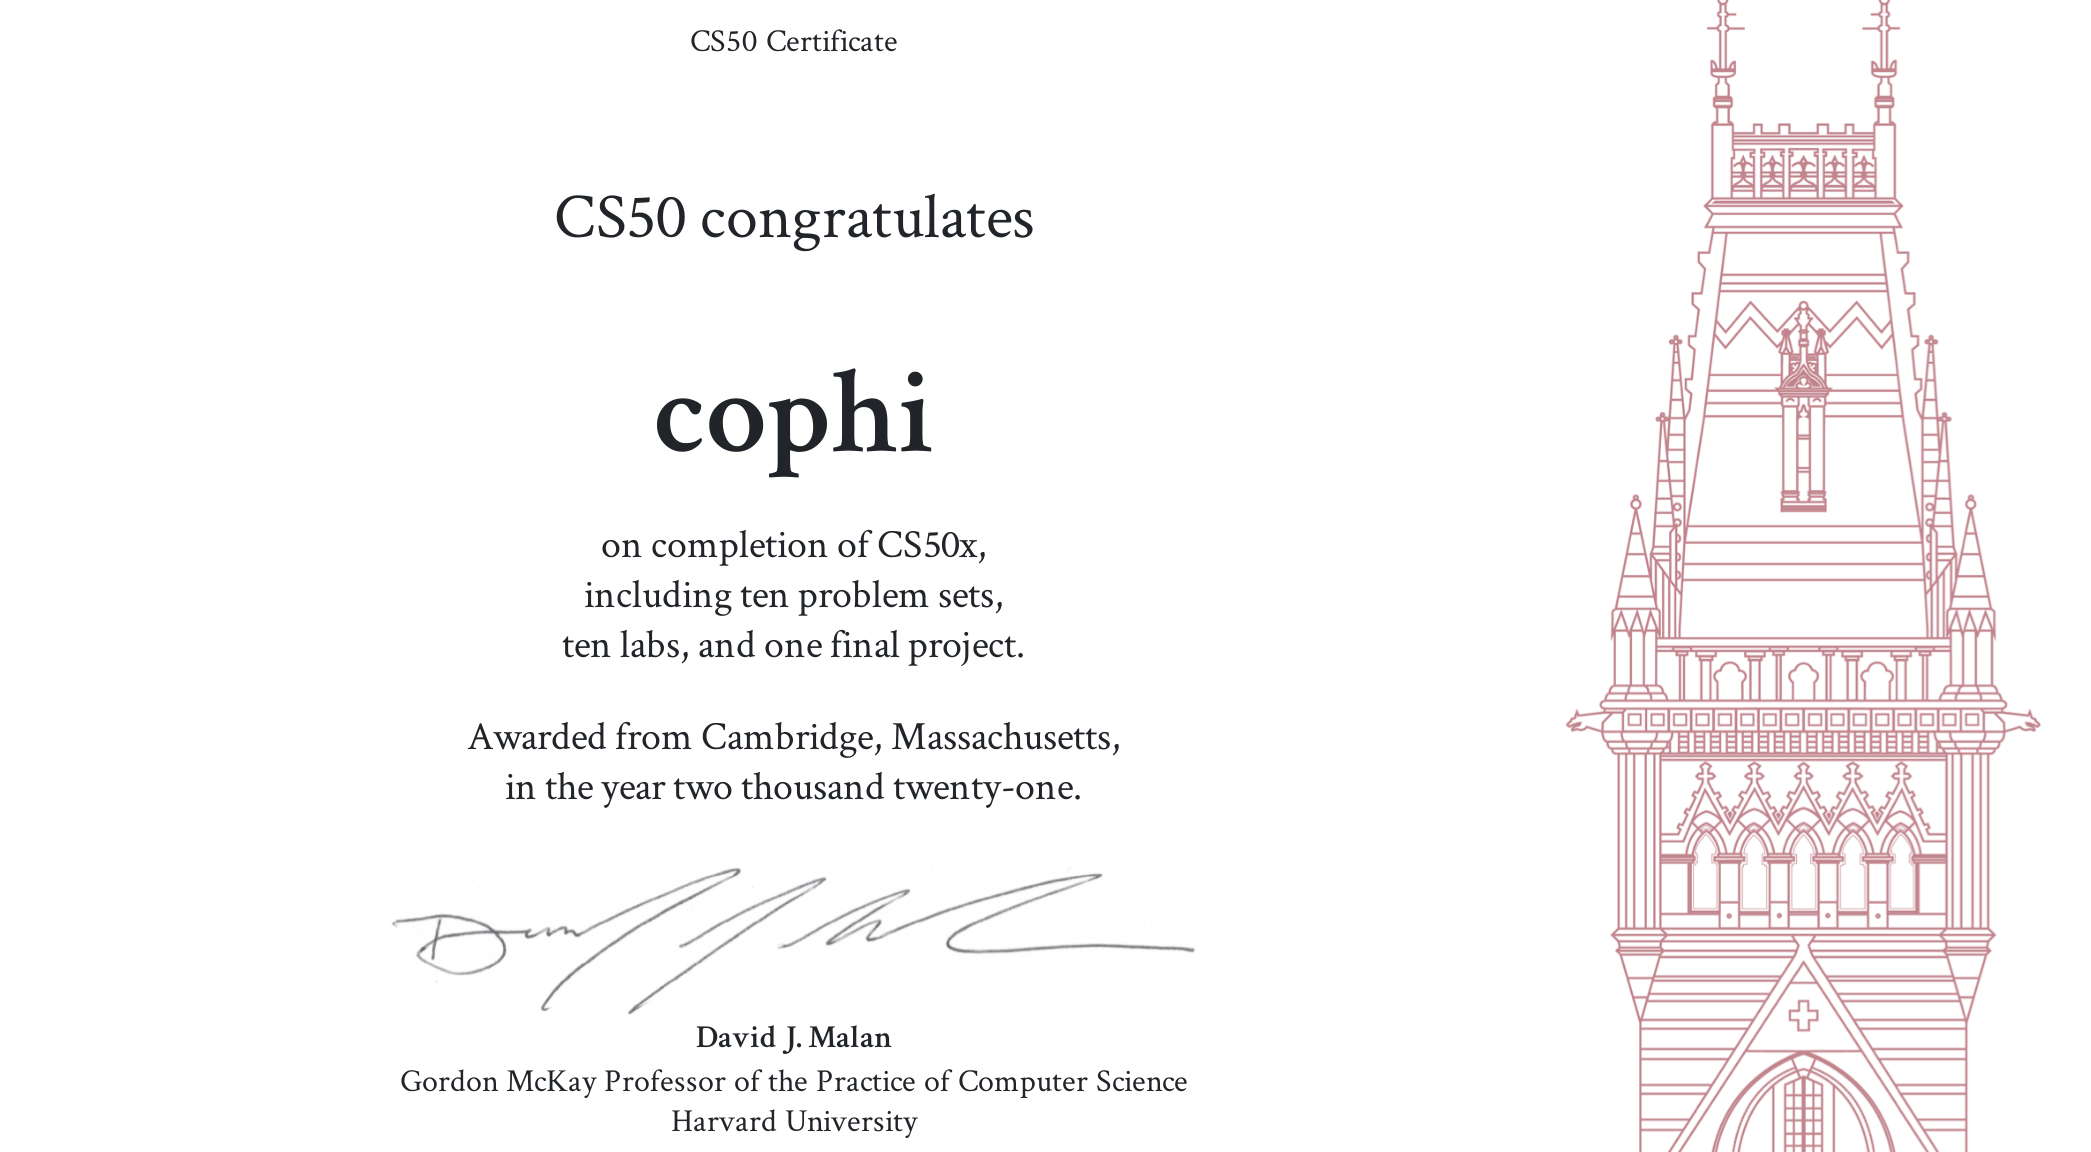 CS50 Certificate
CS50 congratulates
cophi
on completion of CS50x,
including ten problem sets,
ten labs, and one final project.
Awarded from Cambridge, Massachusetts,
in the year two thousand twenty-one.
David J. Malan
Gordon McKay Professor of the Practice of Computer Science
Harvard University